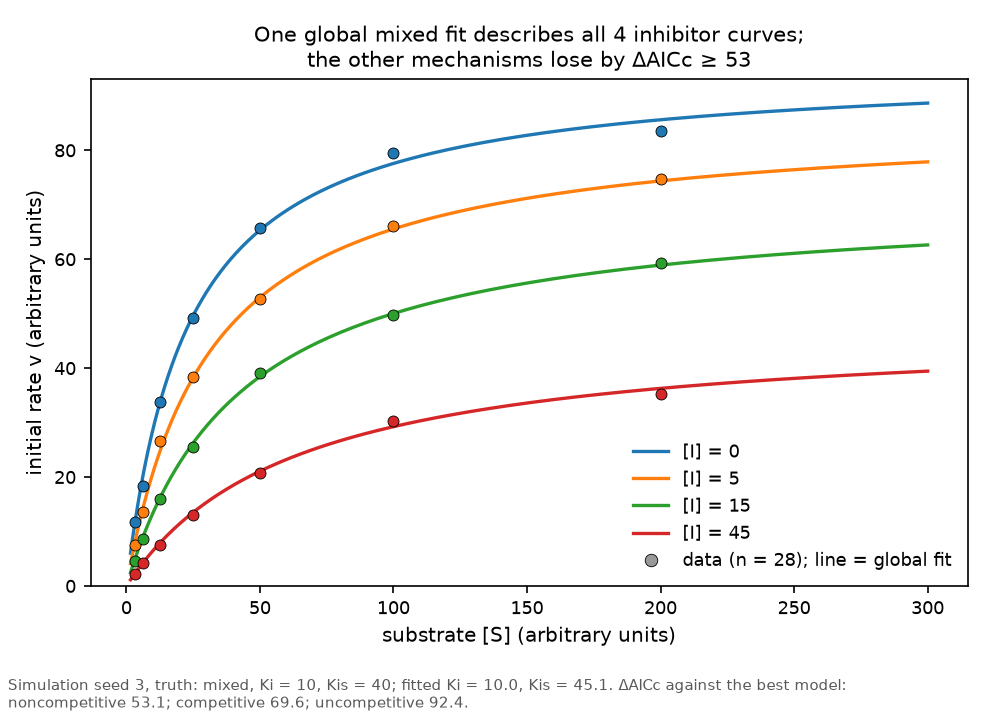 One global mixed fit describes all 4 inhibitor curves;
the other mechanisms lose by ΔAICc ≥ 53
initial rate v (arbitrary units)
80
60
40
20
0
[I] = 0
[I] = 5
[I] = 15
[I] = 45
data (n = 28); line = global fit
0 50 100 150 200 250 300
substrate [S] (arbitrary units)
Simulation seed 3, truth: mixed, Ki = 10, Kis = 40; fitted Ki = 10.0, Kis = 45.1. ΔAICc against the best model:
noncompetitive 53.1; competitive 69.6; uncompetitive 92.4.